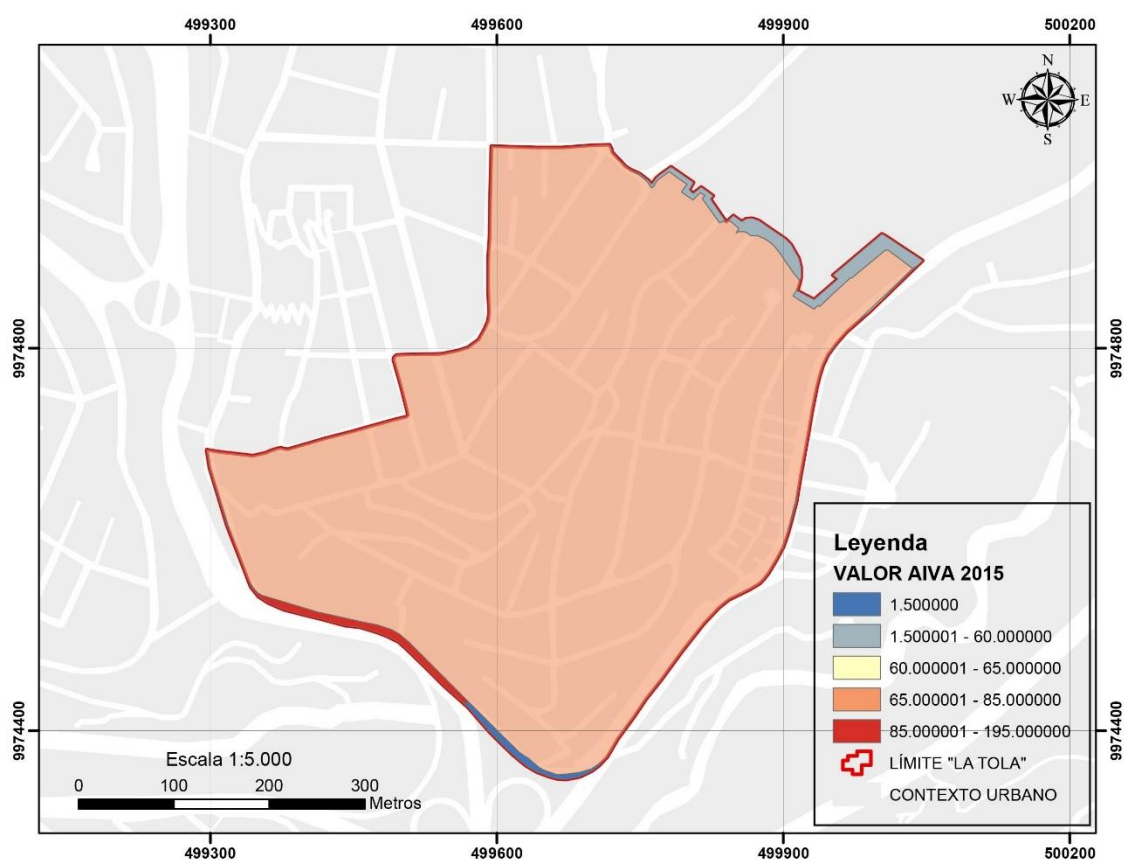 499300 499600 499900 500200
N
W E
S
9974800 9974800
Leyenda
VALOR AIVA 2015
1.500000
1.500001 - 60.000000
60.000001 - 65.000000
65.000001 - 85.000000
85.000001 - 195.000000
LÍMITE "LA TOLA"
CONTEXTO URBANO
9974400 9974400
Escala 1:5.000
0 100 200 300
Metros
499300 499600 499900 500200